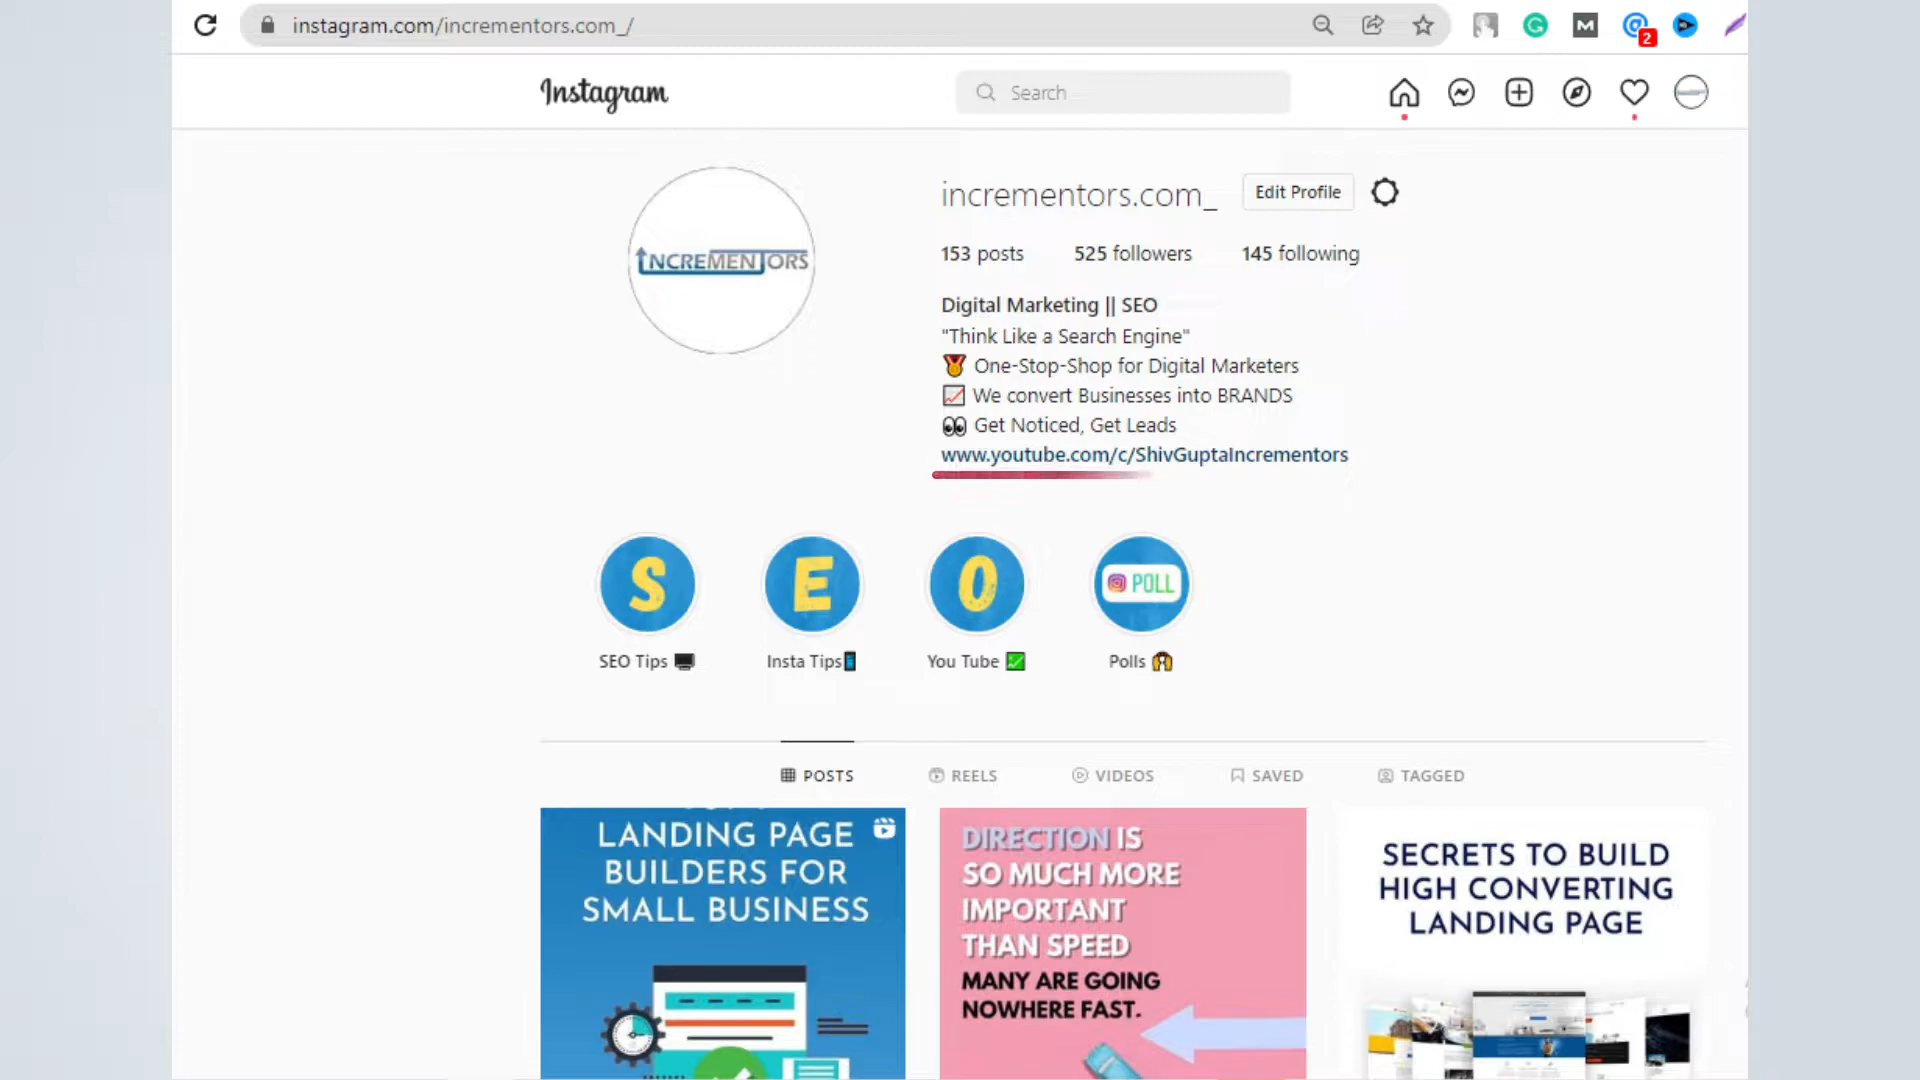 instagram.com/incrementors.com_/
2
Instagram
Search
incrementors.com_ Edit Profile
153 posts 525 followers 145 following
INCREMENTORS
Digital Marketing || SEO
"Think Like a Search Engine"
One-Stop-Shop for Digital Marketers
We convert Businesses into BRANDS
Get Noticed, Get Leads
www.youtube.com/c/ShivGuptaIncrementors
S E O POLL
SEO Tips Insta Tips You Tube Polls
POSTS REELS VIDEOS SAVED TAGGED
LANDING PAGE
BUILDERS FOR
SMALL BUSINESS
DIRECTION IS
SO MUCH MORE
IMPORTANT
THAN SPEED
MANY ARE GOING
NOWHERE FAST.
SECRETS TO BUILD
HIGH CONVERTING
LANDING PAGE